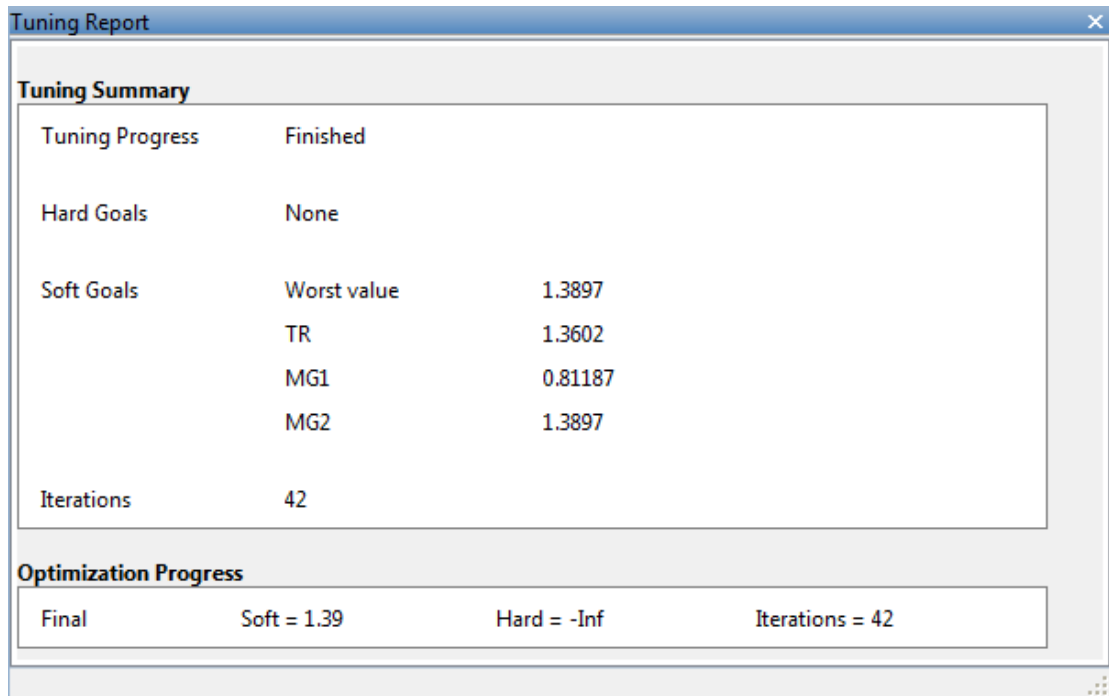 Tuning Report
Tuning Summary
Tuning Progress Finished
Hard Goals None
Soft Goals Worst value 1.3897
TR 1.3602
MG1 0.81187
MG2 1.3897
Iterations 42
Optimization Progress
Final Soft = 1.39 Hard = -Inf Iterations = 42